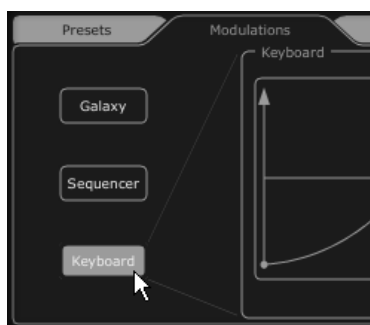 Presets
Modulations
Keyboard
Galaxy
Sequencer
Keyboard